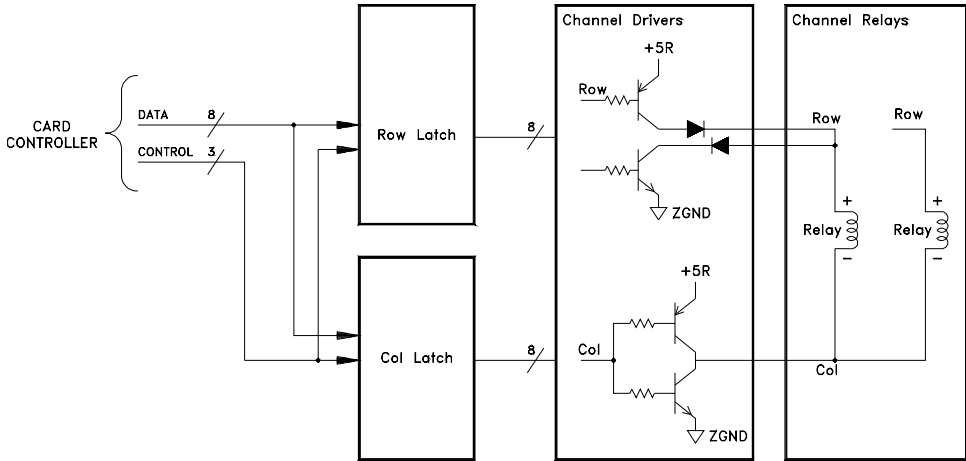 CARD
CONTROLLER
DATA
8
CONTROL
3
Row Latch
8
Col Latch
8
Channel Drivers
+5R
Row
ZGND
+5R
Col
ZGND
Channel Relays
Row
Row
+
Relay
−
+
Relay
−
Col